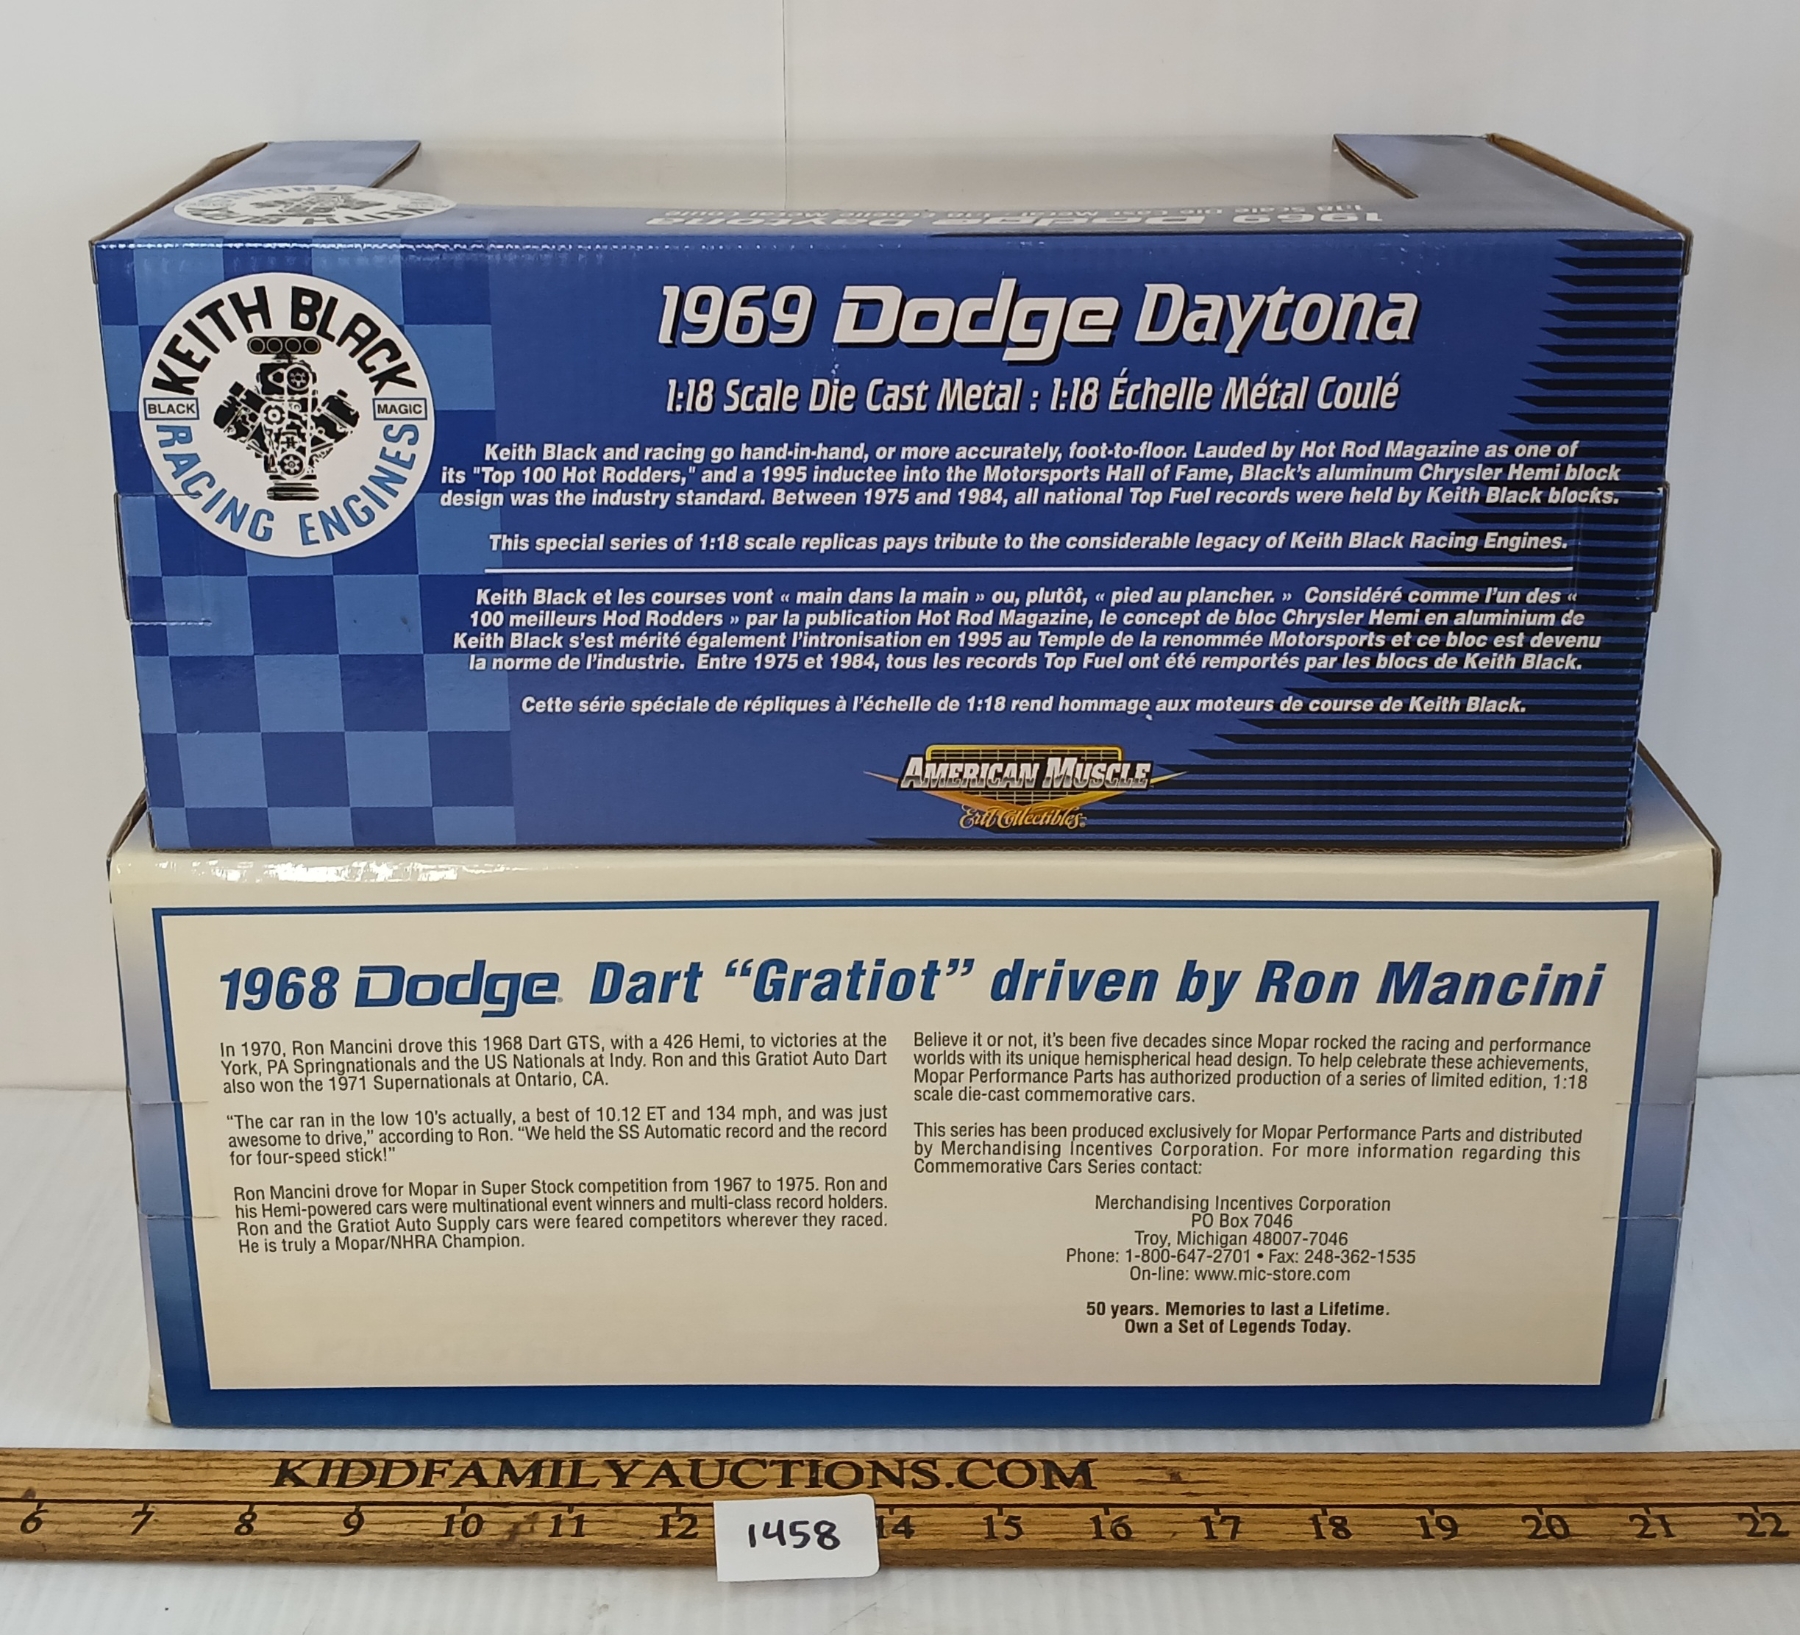 KEITH BLACK
BLACK
MAGIC
RACING ENGINES
1969 Dodge Daytona
1:18 Scale Die Cast Metal : 1:18 Échelle Métal Coulé
Keith Black and racing go hand-in-hand, or more accurately, foot-to-floor. Lauded by Hot Rod Magazine as one of
its "Top 100 Hot Rodders," and a 1995 inductee into the Motorsports Hall of Fame, Black's aluminum Chrysler Hemi block
design was the industry standard. Between 1975 and 1984, all national Top Fuel records were held by Keith Black blocks.
This special series of 1:18 scale replicas pays tribute to the considerable legacy of Keith Black Racing Engines.
Keith Black et les courses vont « main dans la main » ou, plutôt, « pied au plancher. » Considéré comme l'un des «
100 meilleurs Hod Rodders » par la publication Hot Rod Magazine, le concept de bloc Chrysler Hemi en aluminium de
Keith Black s'est mérité également l'intronisation en 1995 au Temple de la renommée Motorsports et ce bloc est devenu
la norme de l'industrie. Entre 1975 et 1984, tous les records Top Fuel ont été remportés par les blocs de Keith Black.
Cette série spéciale de répliques à l'échelle de 1:18 rend hommage aux moteurs de course de Keith Black.
AMERICAN MUSCLE
Ertl Collectibles
1968 Dodge Dart “Gratiot” driven by Ron Mancini
In 1970, Ron Mancini drove this 1968 Dart GTS, with a 426 Hemi, to victories at the
York, PA Springnationals and the US Nationals at Indy. Ron and this Gratiot Auto Dart
also won the 1971 Supernationals at Ontario, CA.
“The car ran in the low 10's actually, a best of 10.12 ET and 134 mph, and was just
awesome to drive,” according to Ron. “We held the SS Automatic record and the record
for four-speed stick!”
Ron Mancini drove for Mopar in Super Stock competition from 1967 to 1975. Ron and
his Hemi-powered cars were multinational event winners and multi-class record holders.
Ron and the Gratiot Auto Supply cars were feared competitors wherever they raced.
He is truly a Mopar/NHRA Champion.
Believe it or not, it's been five decades since Mopar rocked the racing and performance
worlds with its unique hemispherical head design. To help celebrate these achievements,
Mopar Performance Parts has authorized production of a series of limited edition, 1:18
scale die-cast commemorative cars.
This series has been produced exclusively for Mopar Performance Parts and distributed
by Merchandising Incentives Corporation. For more information regarding this
Commemorative Cars Series contact:
Merchandising Incentives Corporation
PO Box 7046
Troy, Michigan 48007-7046
Phone: 1-800-647-2701 • Fax: 248-362-1535
On-line: www.mic-store.com
50 years. Memories to last a Lifetime.
Own a Set of Legends Today.
KIDDFAMILYAUCTIONS.COM
6 7 8 9 10 11 12 14 15 16 17 18 19 20 21 22
1458